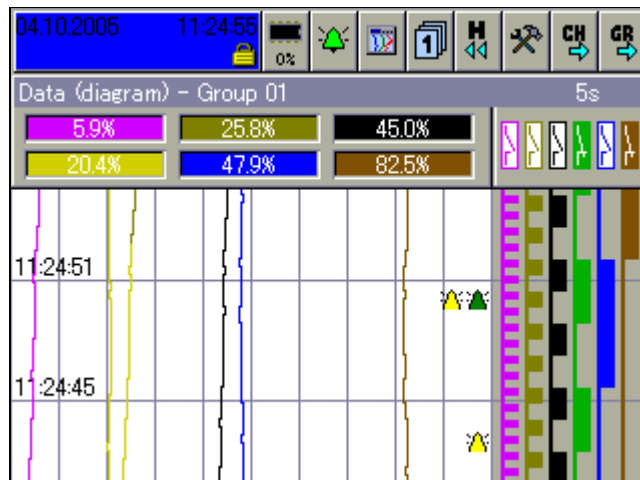 04.10.2005 11:24:55
0%
1
H
CH
GR
Data (diagram) - Group 01 5s
5.9% 25.8% 45.0%
20.4% 47.9% 82.5%
11:24:51
11:24:45